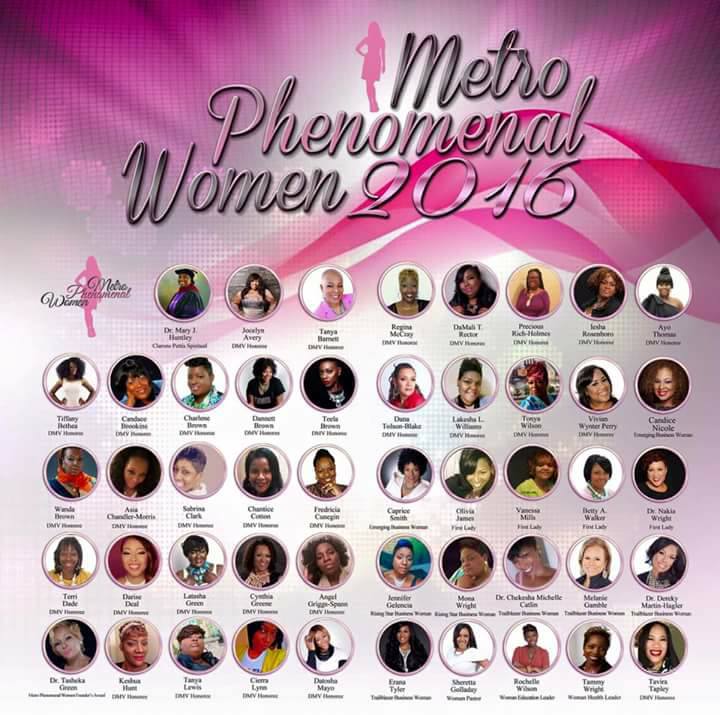 Metro
Phenomenal
Women 2016
Metro
Phenomenal
Women
Dr. Mary J.
Huntley
Clarene Pettis Spiritual
Jocelyn
Avery
DMV Honoree
Tanya
Barnett
DMV Honoree
Regina
McCray
DMV Honoree
DaMali T.
Rector
DMV Honoree
Precious
Rich-Holmes
DMV Honoree
Iesha
Rosenboro
DMV Honoree
Ayo
Thomas
DMV Honoree
Tiffany
Bethea
DMV Honoree
Candace
Brookins
DMV Honoree
Charlene
Brown
DMV Honoree
Dannett
Brown
DMV Honoree
Teela
Brown
DMV Honoree
Dana
Tolson-Blake
DMV Honoree
Lakesha L.
Williams
DMV Honoree
Tonya
Wilson
DMV Honoree
Vivian
Wynter Perry
DMV Honoree
Candice
Nicole
Emerging Business Woman
Wanda
Brown
DMV Honoree
Asia
Chandler-Morris
DMV Honoree
Sabrina
Clark
DMV Honoree
Chantice
Cotton
DMV Honoree
Fredricia
Cunegin
DMV Honoree
Caprice
Smith
Emerging Business Woman
Olivia
James
First Lady
Vanessa
Mills
First Lady
Betty A.
Walker
First Lady
Dr. Nakia
Wright
First Lady
Terri
Dade
DMV Honoree
Darise
Deal
DMV Honoree
Latasha
Green
DMV Honoree
Cynthia
Greene
DMV Honoree
Angel
Griggs-Spann
DMV Honoree
Jennifer
Gelencia
Rising Star Business Woman
Mona
Wright
Rising Star Business Woman
Dr. Chekesha Michelle
Catlin
Trailblazer Business Woman
Melanie
Gamble
Trailblazer Business Woman
Dr. Dereky
Martin-Hagler
Trailblazer Business Woman
Dr. Tasheka
Green
Metro Phenomenal Women Founder's Award
Keshua
Hunt
DMV Honoree
Tanya
Lewis
DMV Honoree
Cierra
Lynn
DMV Honoree
Datosha
Mayo
DMV Honoree
Erana
Tyler
Trailblazer Business Woman
Sheretta
Golladay
Woman Pastor
Rochelle
Wilson
Woman Education Leader
Tammy
Wright
Woman Health Leader
Tavira
Tapley
DMV Honoree